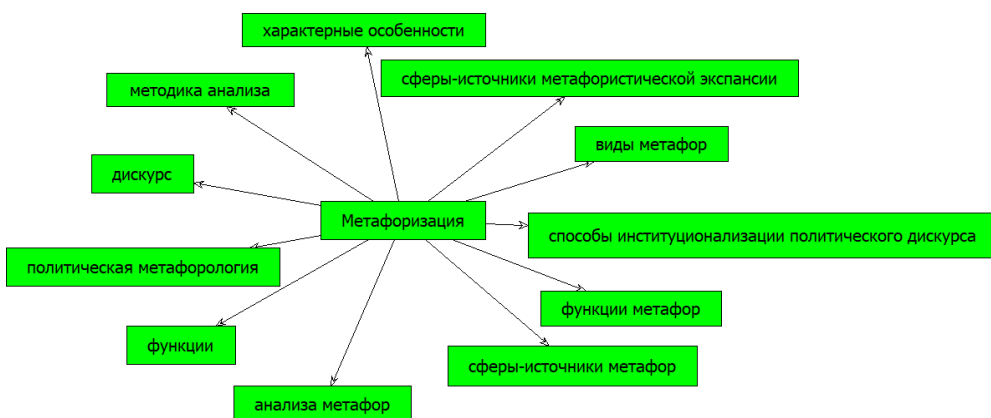 характерные особенности
сферы-источники метафористической экспансии
методика анализа
виды метафор
дискурс
Метафоризация
способы институционализации политического дискурса
политическая метафорология
функции метафор
функции
сферы-источники метафор
анализа метафор